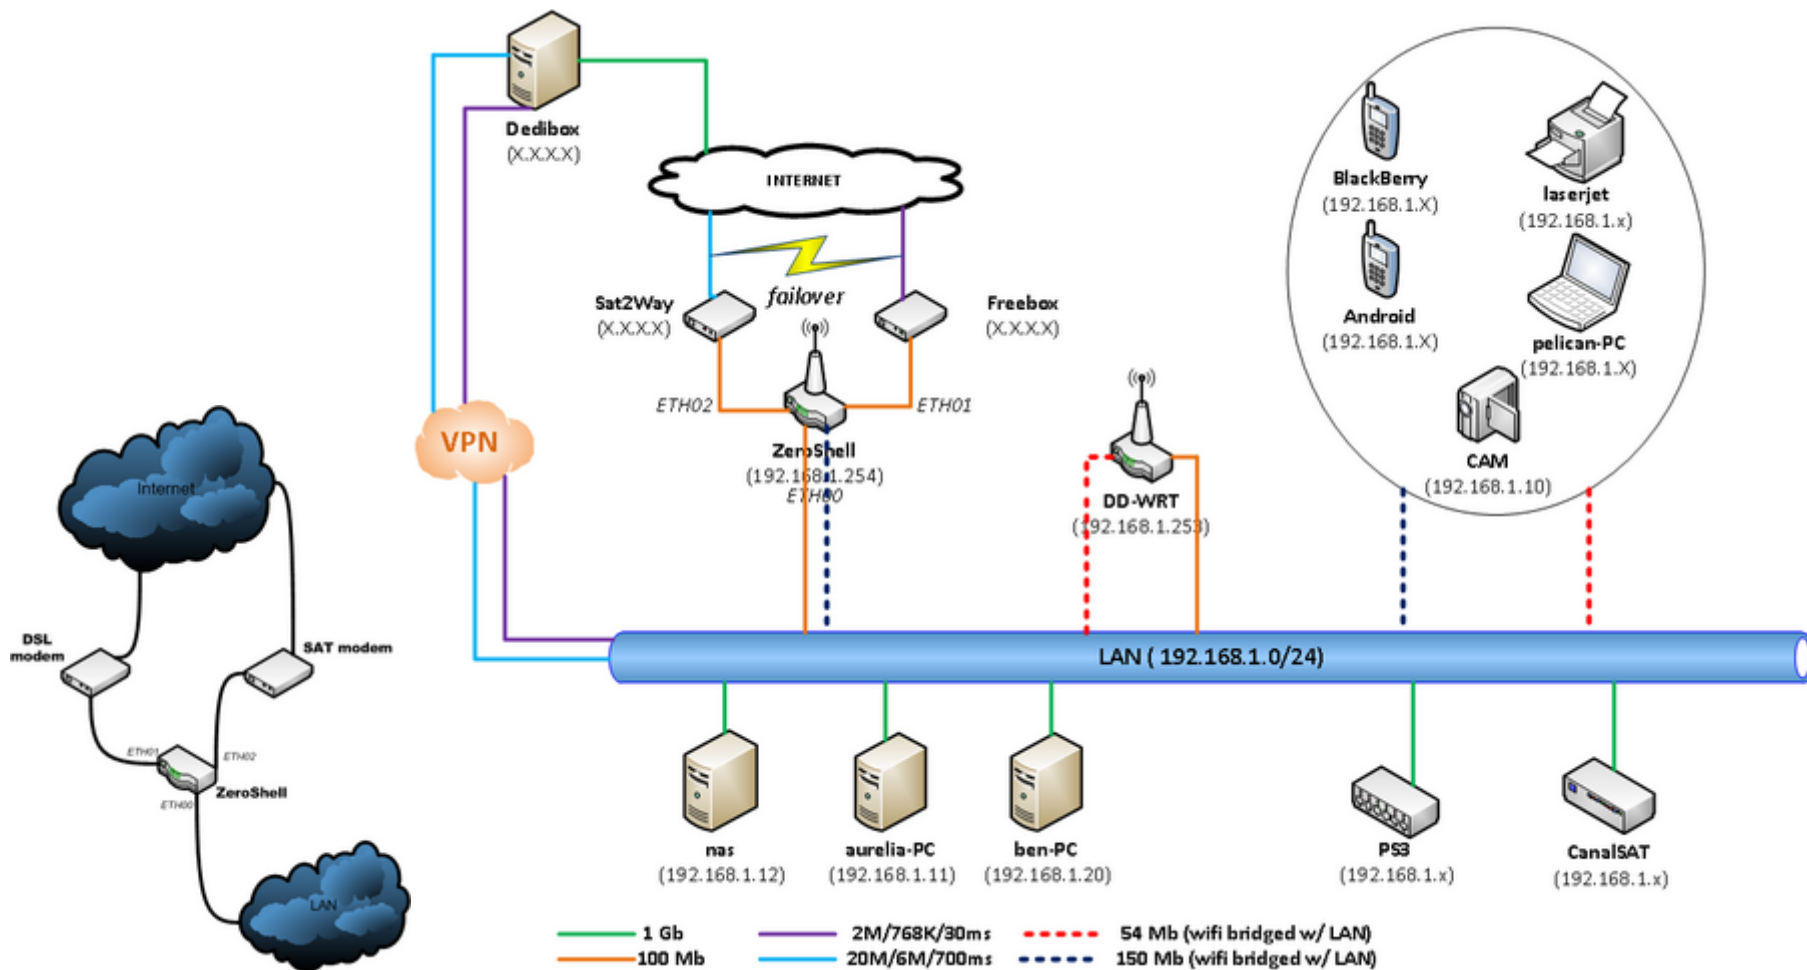 Dedibox
(X.X.X.X)
INTERNET
Sat2Way
(X.X.X.X)
failover
Freebox
(X.X.X.X)
ETH02
ETH01
ZeroShell
(192.168.1.254)
ETH00
VPN
DD-WRT
(192.168.1.253)
BlackBerry
(192.168.1.X)
laserjet
(192.168.1.x)
Android
(192.168.1.X)
pelican-PC
(192.168.1.X)
CAM
(192.168.1.10)
Internet
DSL
modem
SAT modem
ETH01
ETH02
ZeroShell
ETH00
LAN
LAN ( 192.168.1.0/24)
nas
(192.168.1.12)
aurelia-PC
(192.168.1.11)
ben-PC
(192.168.1.20)
PS3
(192.168.1.x)
CanalSAT
(192.168.1.x)
1 Gb
2M/768K/30ms
54 Mb (wifi bridged w/ LAN)
100 Mb
20M/6M/700ms
150 Mb (wifi bridged w/ LAN)